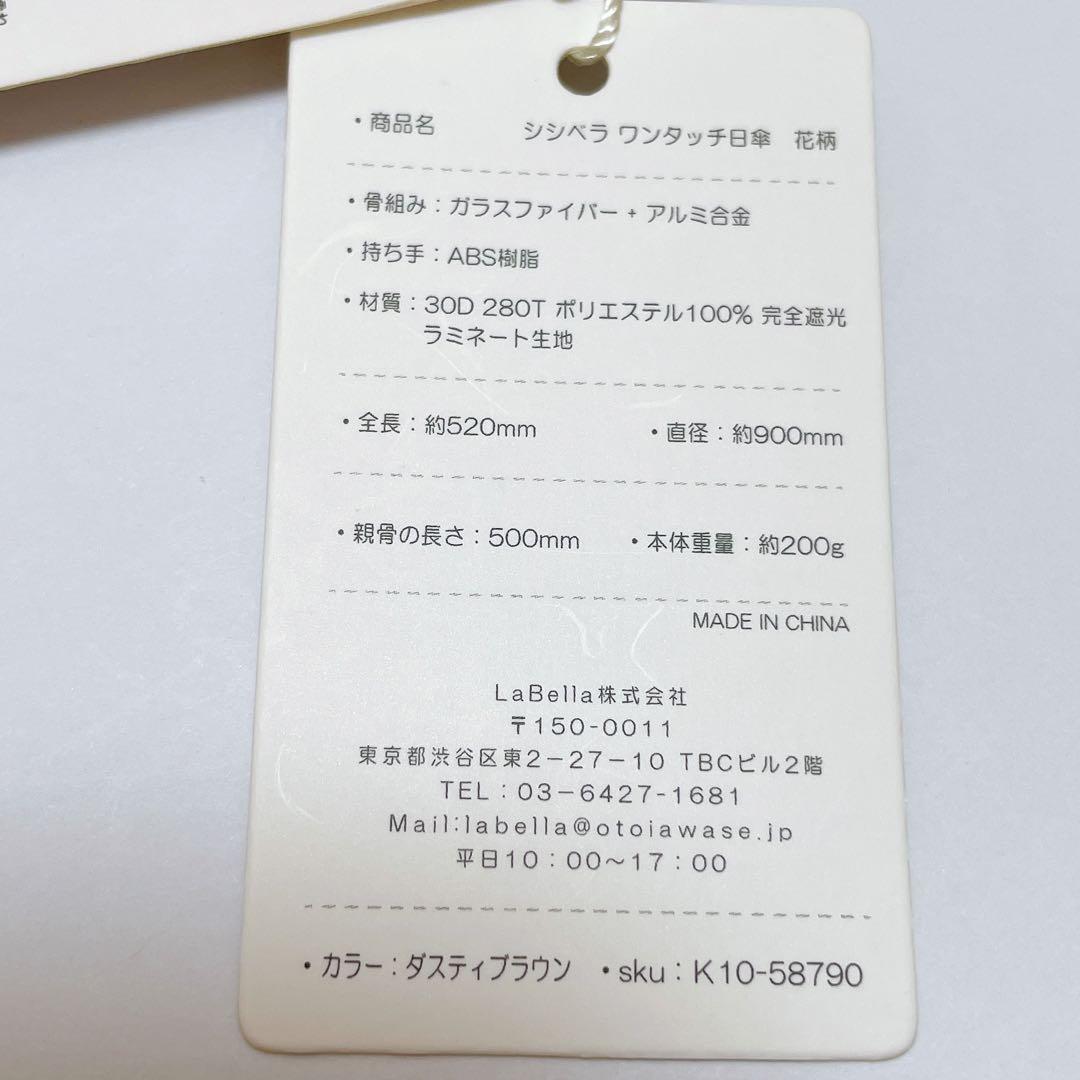 ・商品名 シシベラ ワンタッチ日傘 花柄
・骨組み：ガラスファイバー + アルミ合金
・持ち手：ABS樹脂
・材質：30D 280T ポリエステル100% 完全遮光
ラミネート生地
・全長：約520mm ・直径：約900mm
・親骨の長さ：500mm ・本体重量：約200g
MADE IN CHINA
LaBella株式会社
〒150-0011
東京都渋谷区東2－27－10 TBCビル2階
TEL：03－6427-1681
Mail:labella@otoiawase.jp
平日10：00～17：00
・カラー：ダスティブラウン ・sku：K10-58790